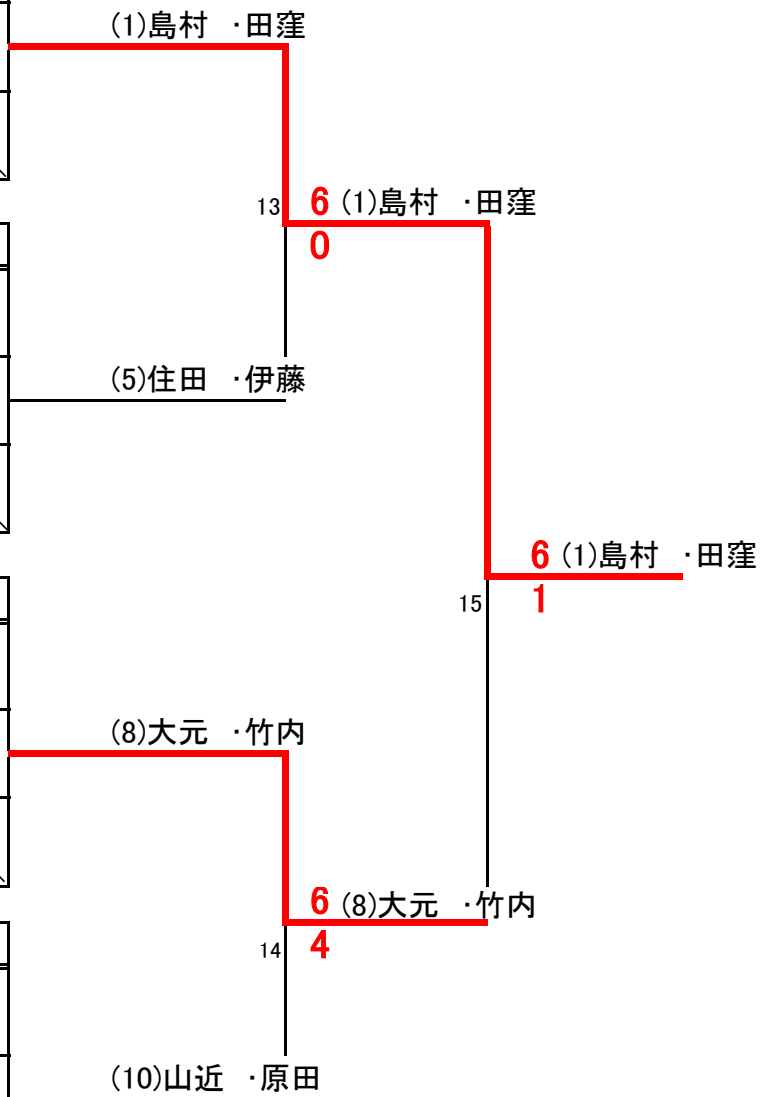 (1)島村　・田窪
13
6 (1)島村　・田窪
0
(5)住田　・伊藤
6 (1)島村　・田窪
1
15
(8)大元　・竹内
6 (8)大元　・竹内
4
14
(10)山近　・原田